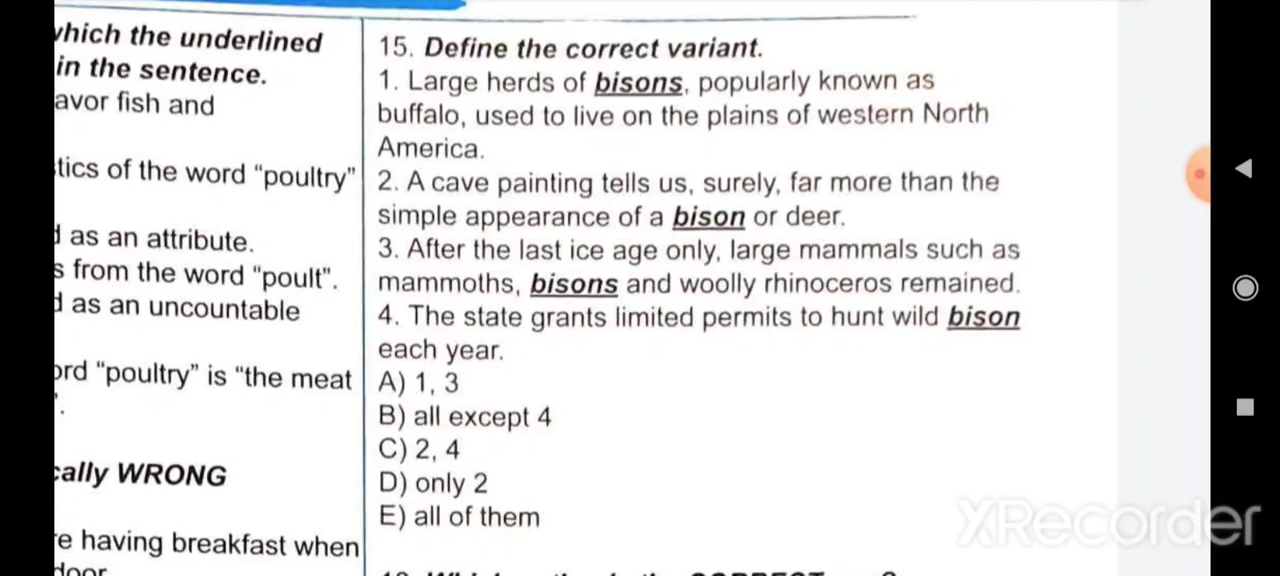 which the underlined
in the sentence.
avor fish and
tics of the word “poultry”
d as an attribute.
s from the word “poult”.
d as an uncountable
ord “poultry” is “the meat
”.
cally WRONG
re having breakfast when
door
15. Define the correct variant.
1. Large herds of bisons, popularly known as
buffalo, used to live on the plains of western North
America.
2. A cave painting tells us, surely, far more than the
simple appearance of a bison or deer.
3. After the last ice age only, large mammals such as
mammoths, bisons and woolly rhinoceros remained.
4. The state grants limited permits to hunt wild bison
each year.
A) 1, 3
B) all except 4
C) 2, 4
D) only 2
E) all of them
XRecorder